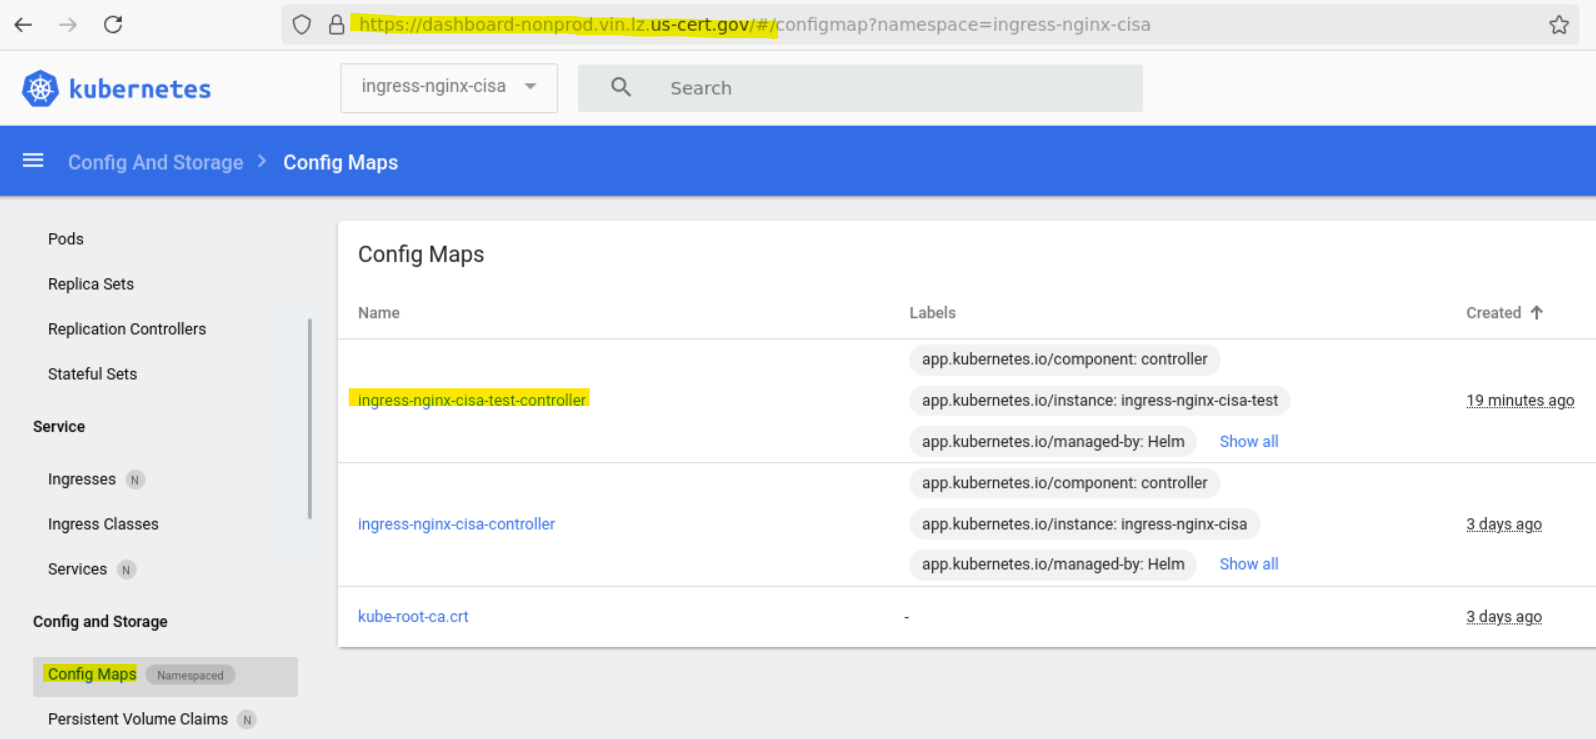 https://dashboard-nonprod.vin.lz.us-cert.gov/#/configmap?namespace=ingress-nginx-cisa
kubernetes
ingress-nginx-cisa
Search
Config And Storage > Config Maps
Pods
Replica Sets
Replication Controllers
Stateful Sets
Service
Ingresses N
Ingress Classes
Services N
Config and Storage
Config Maps Namespaced
Persistent Volume Claims N
Config Maps
Name Labels Created
app.kubernetes.io/component: controller
ingress-nginx-cisa-test-controller app.kubernetes.io/instance: ingress-nginx-cisa-test 19 minutes ago
app.kubernetes.io/managed-by: Helm Show all
app.kubernetes.io/component: controller
ingress-nginx-cisa-controller app.kubernetes.io/instance: ingress-nginx-cisa 3 days ago
app.kubernetes.io/managed-by: Helm Show all
kube-root-ca.crt - 3 days ago